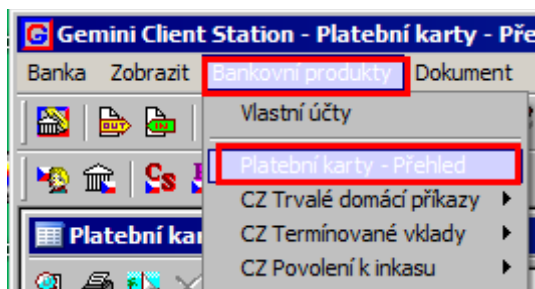 Gemini Client Station - Platební karty - Pře
Banka Zobrazit Bankovní produkty Dokument
OUT IN
Vlastní účty
Cs
Platební karty - Přehled
CZ Trvalé domácí příkazy
Platební kar
CZ Termínované vklady
CZ Povolení k inkasu